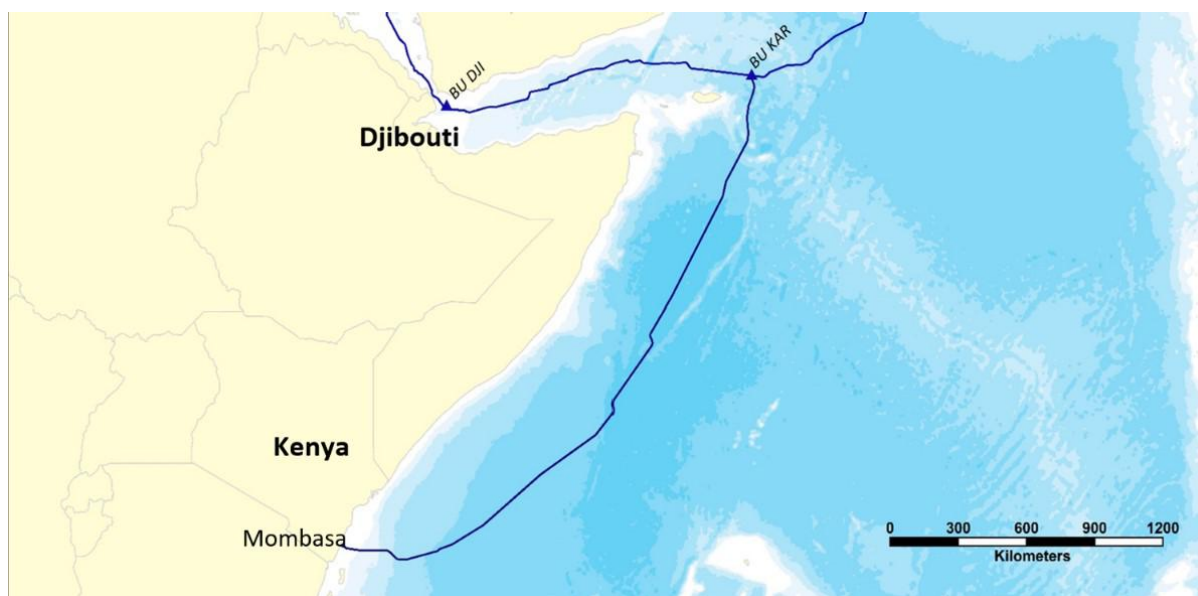 BU DJI
BU KAR
Djibouti
Kenya
Mombasa
0 300 600 900 1200
Kilometers